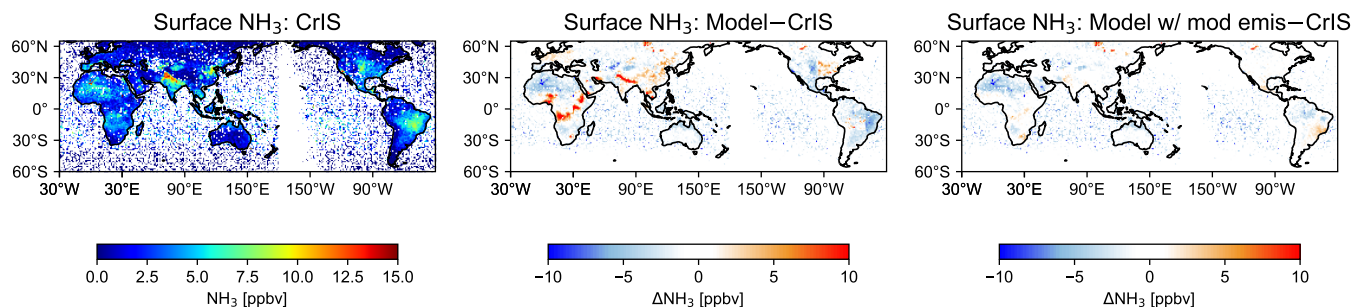 Surface NH₃: CrIS
60°N
30°N
0°
30°S
60°S
30°W 30°E 90°E 150°E 150°W 90°W
0.0 2.5 5.0 7.5 10.0 12.5 15.0
NH₃ [ppbv]
Surface NH₃: Model−CrIS
60°N
30°N
0°
30°S
60°S
30°W 30°E 90°E 150°E 150°W 90°W
−10 −5 0 5 10
ΔNH₃ [ppbv]
Surface NH₃: Model w/ mod emis−CrIS
60°N
30°N
0°
30°S
60°S
30°W 30°E 90°E 150°E 150°W 90°W
−10 −5 0 5 10
ΔNH₃ [ppbv]